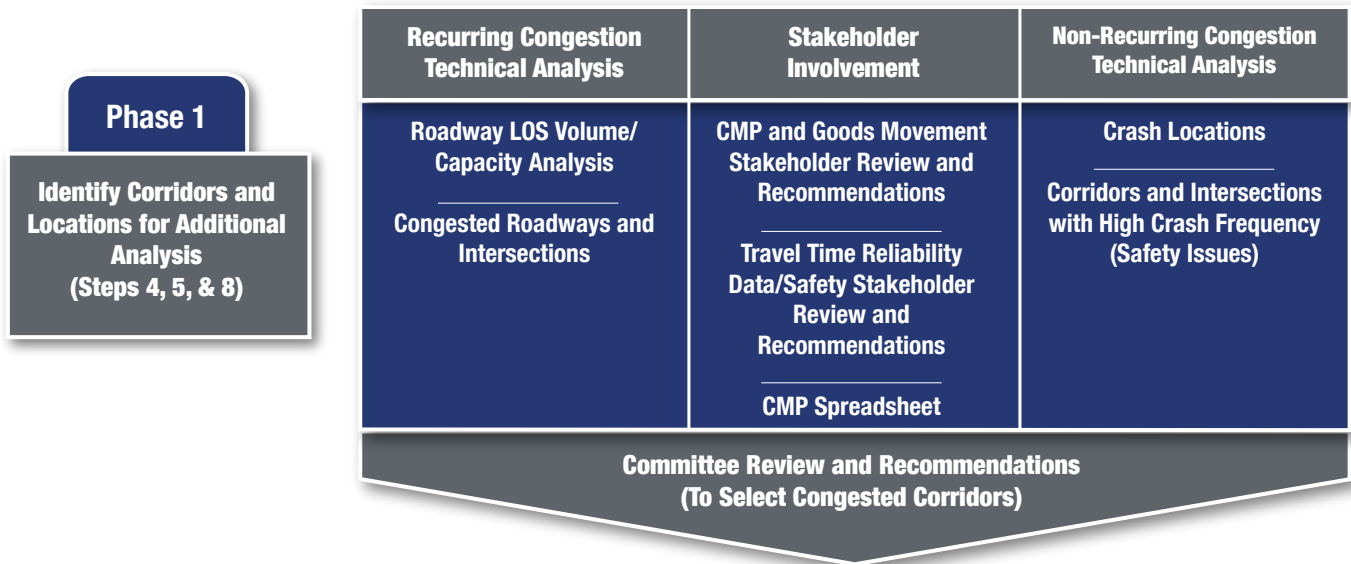 Phase 1
Identify Corridors and
Locations for Additional
Analysis
(Steps 4, 5, & 8)
Recurring Congestion
Technical Analysis
Roadway LOS Volume/
Capacity Analysis
Congested Roadways and
Intersections
Stakeholder
Involvement
CMP and Goods Movement
Stakeholder Review and
Recommendations
Travel Time Reliability
Data/Safety Stakeholder
Review and
Recommendations
CMP Spreadsheet
Non-Recurring Congestion
Technical Analysis
Crash Locations
Corridors and Intersections
with High Crash Frequency
(Safety Issues)
Committee Review and Recommendations
(To Select Congested Corridors)